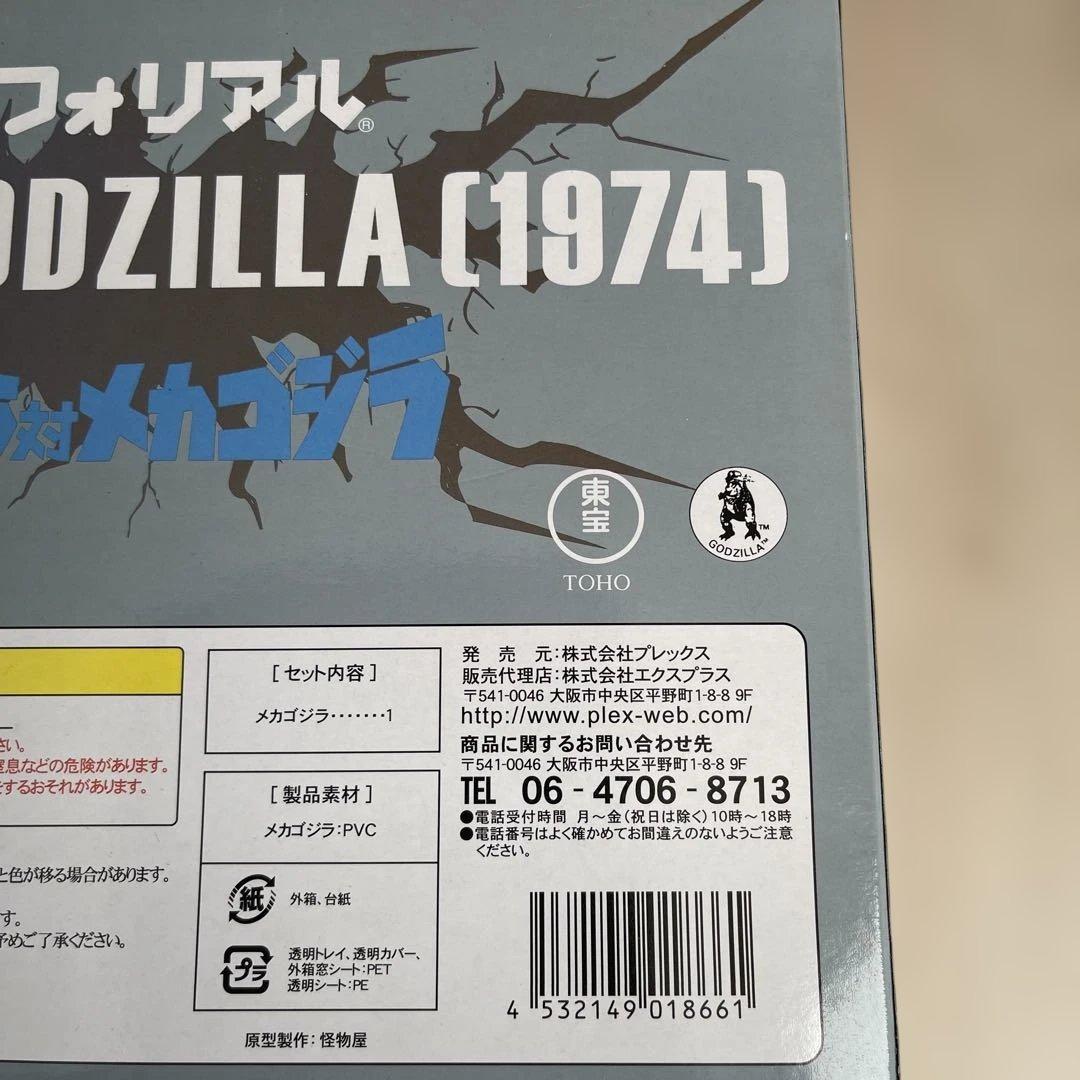 フォリアル®
ODZILLA(1974)
対メカゴジラ
東宝
TOHO
TM
GODZILLA™
さい。
窒息などの危険があります。
をするおそれがあります。
と色が移る場合があります。
す。
予めご了承ください。
[セット内容]
メカゴジラ・・・・・・・1
[製品素材]
メカゴジラ:PVC
紙
外箱、台紙
プラ
透明トレイ、透明カバー、
外箱窓シート:PET
透明シート:PE
原型製作:怪物屋
発 売 元:株式会社プレックス
販売代理店:株式会社エクスプラス
〒541-0046 大阪市中央区平野町1-8-8 9F
http://www.plex-web.com/
商品に関するお問い合わせ先
〒541-0046 大阪市中央区平野町1-8-8 9F
TEL 06-4706-8713
●電話受付時間 月~金(祝日は除く)10時~18時
●電話番号はよく確かめてお間違えのないようご注意
ください。
4 532149 018661